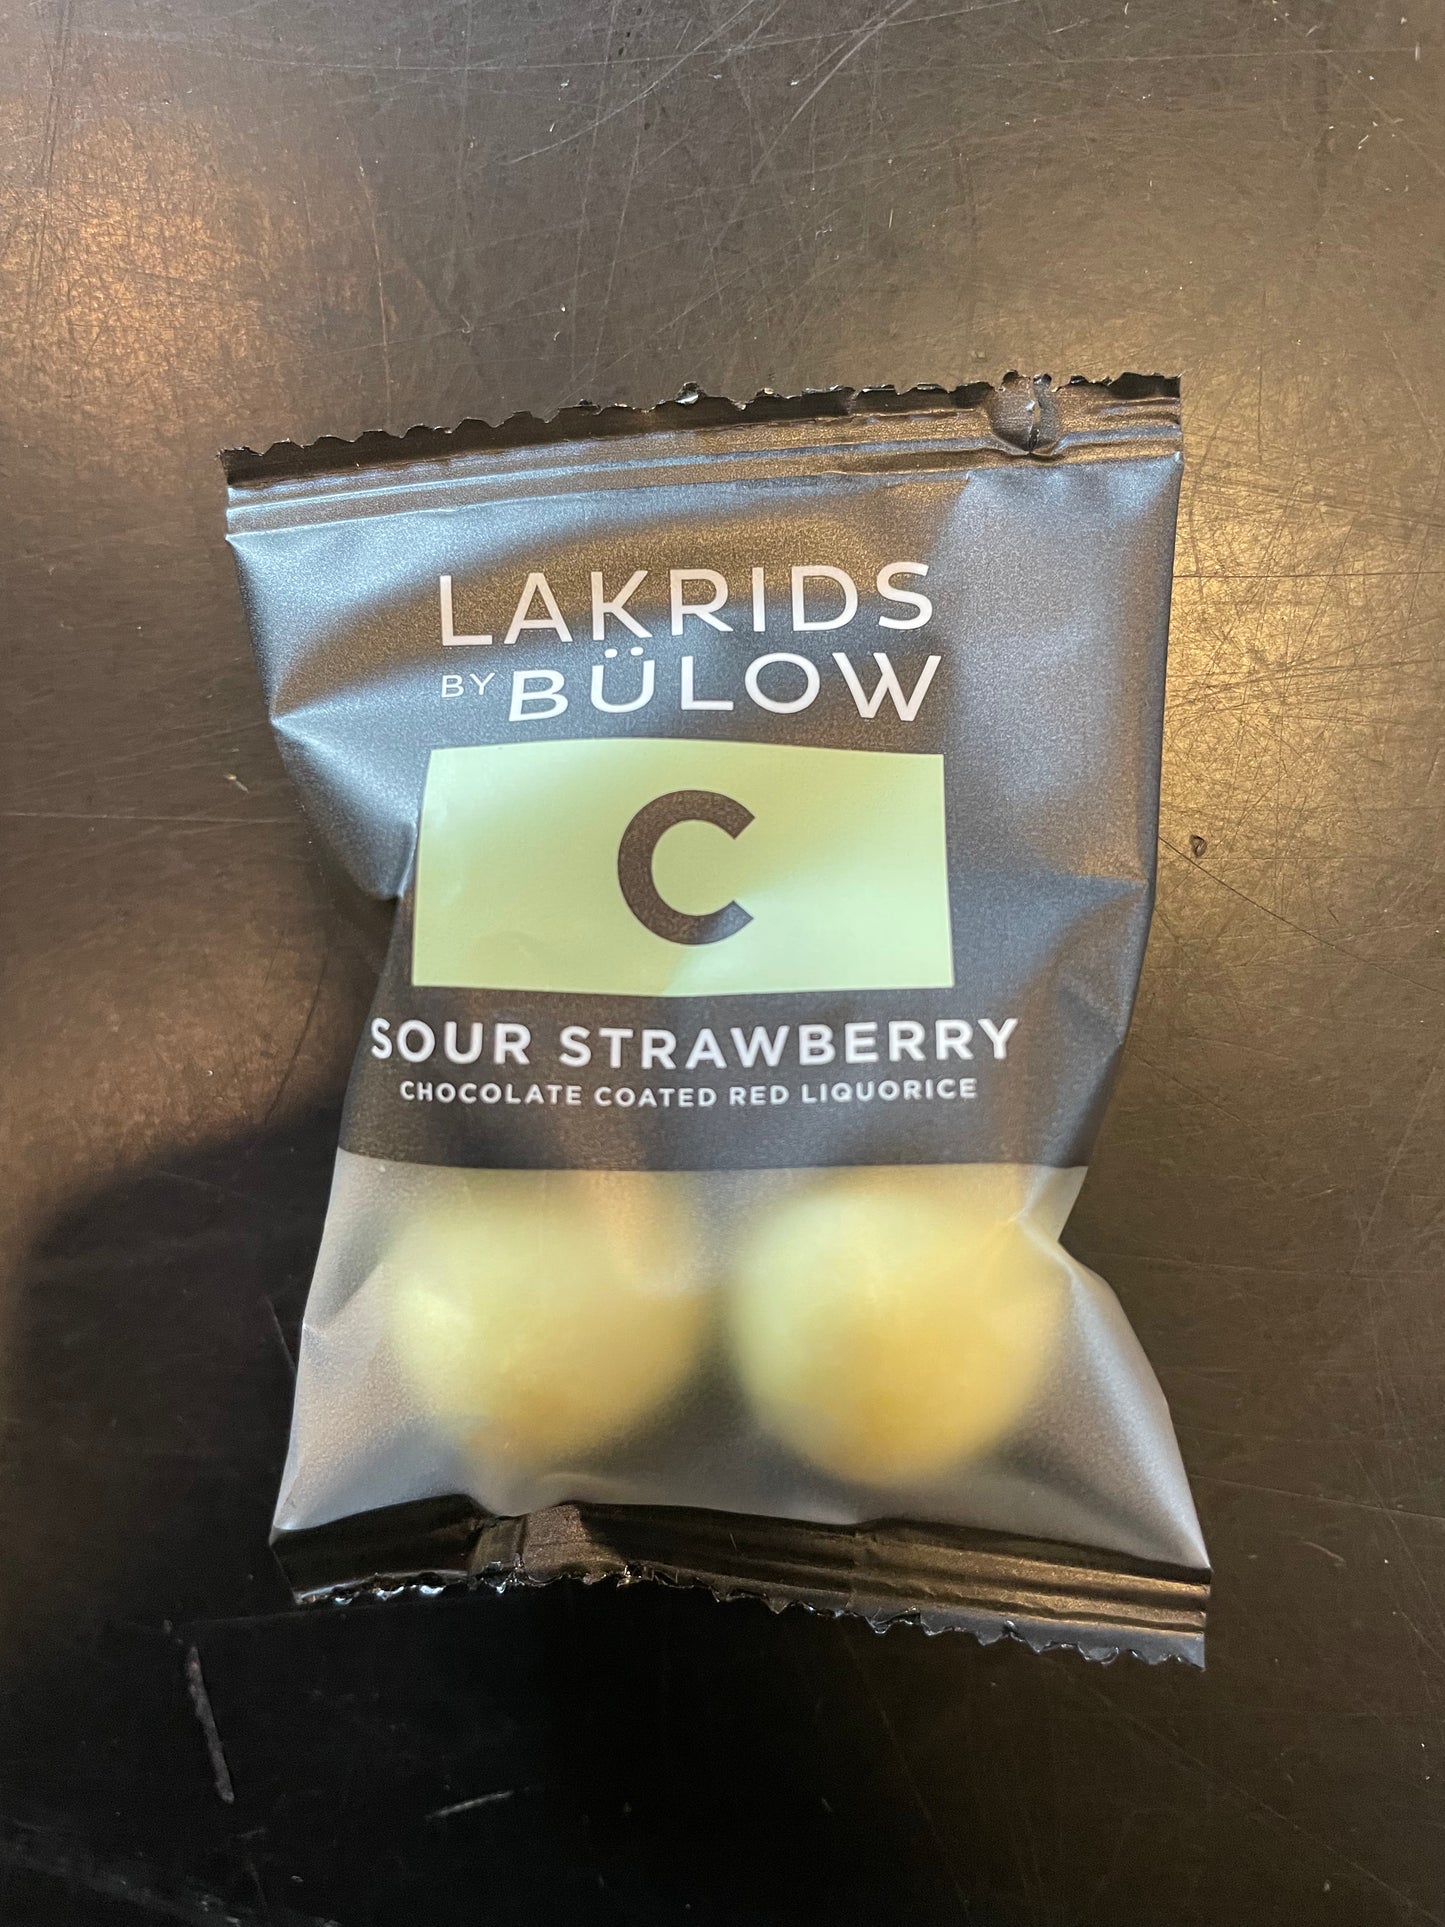 LAKRIDS
BY BÜLOW
C
SOUR STRAWBERRY
CHOCOLATE COATED RED LIQUORICE